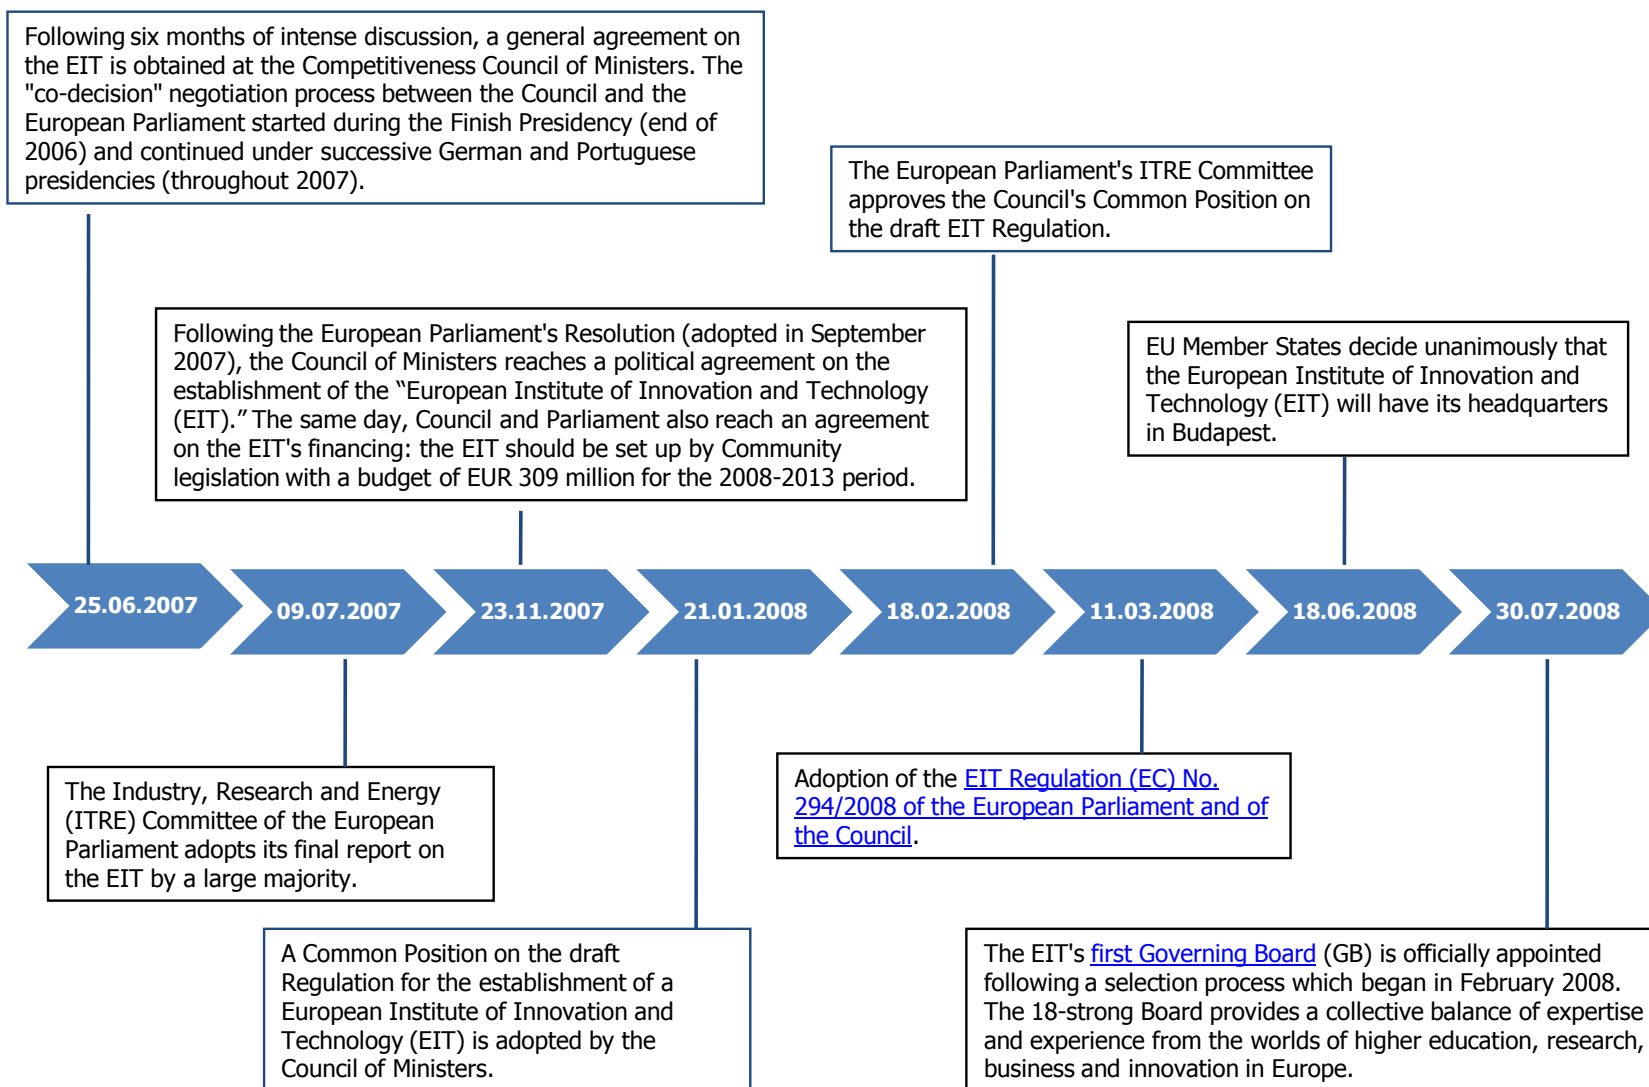 Following six months of intense discussion, a general agreement on
the EIT is obtained at the Competitiveness Council of Ministers. The
"co-decision" negotiation process between the Council and the
European Parliament started during the Finish Presidency (end of
2006) and continued under successive German and Portuguese
presidencies (throughout 2007).
The European Parliament's ITRE Committee
approves the Council's Common Position on
the draft EIT Regulation.
Following the European Parliament's Resolution (adopted in September
2007), the Council of Ministers reaches a political agreement on the
establishment of the “European Institute of Innovation and Technology
(EIT).” The same day, Council and Parliament also reach an agreement
on the EIT's financing: the EIT should be set up by Community
legislation with a budget of EUR 309 million for the 2008-2013 period.
EU Member States decide unanimously that
the European Institute of Innovation and
Technology (EIT) will have its headquarters
in Budapest.
25.06.2007
09.07.2007
23.11.2007
21.01.2008
18.02.2008
11.03.2008
18.06.2008
30.07.2008
The Industry, Research and Energy
(ITRE) Committee of the European
Parliament adopts its final report on
the EIT by a large majority.
Adoption of the EIT Regulation (EC) No.
294/2008 of the European Parliament and of
the Council.
A Common Position on the draft
Regulation for the establishment of a
European Institute of Innovation and
Technology (EIT) is adopted by the
Council of Ministers.
The EIT's first Governing Board (GB) is officially appointed
following a selection process which began in February 2008.
The 18-strong Board provides a collective balance of expertise
and experience from the worlds of higher education, research,
business and innovation in Europe.